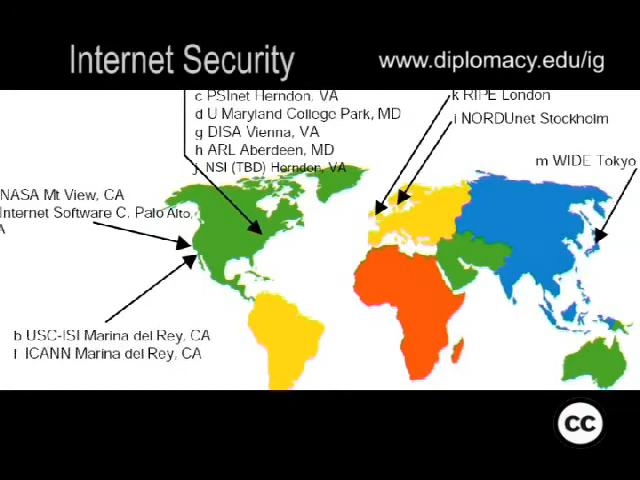 Internet Security
www.diplomacy.edu/ig
c PSInet Herndon, VA
d U Maryland College Park, MD
g DISA Vienna, VA
h ARL Aberdeen, MD
j NSI (TBD) Herndon, VA
k RIPE London
i NORDUnet Stockholm
m WIDE Tokyo
NASA Mt View, CA
Internet Software C, Palo Alto,
A
b USC-ISI Marina del Rey, CA
l ICANN Marina del Rey, CA
cc